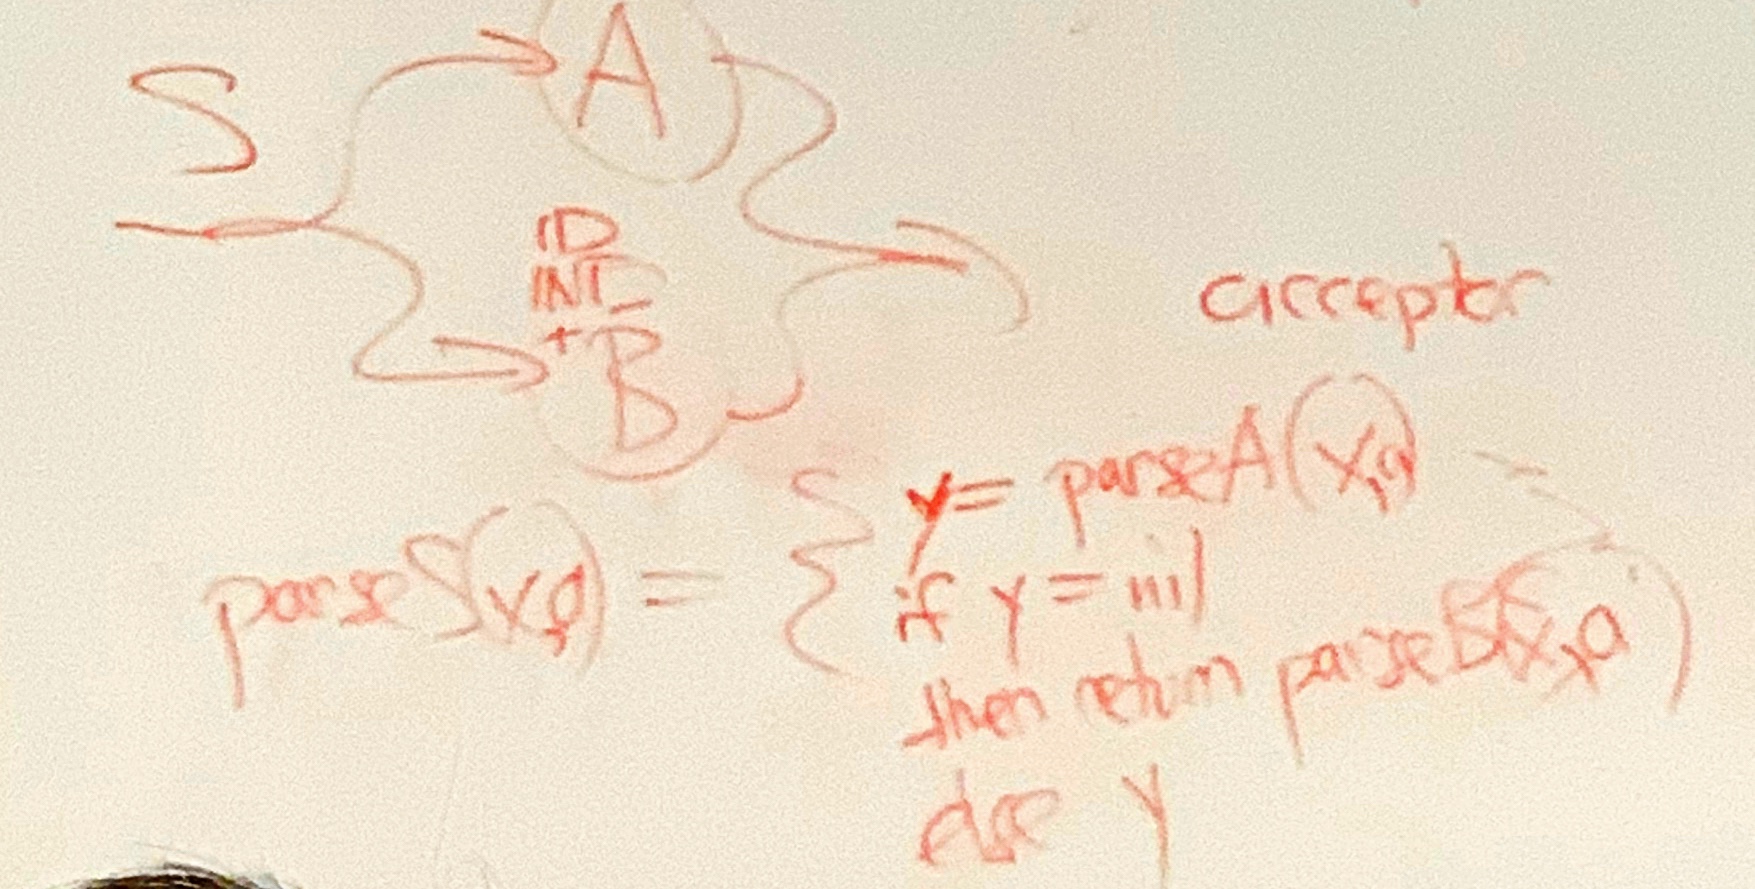 S
A
ID
INT
+
B
acceptor
y = parseA(x,a)
parseS(x,a) = {
if y = nil
then return parseB(x,a)
else y